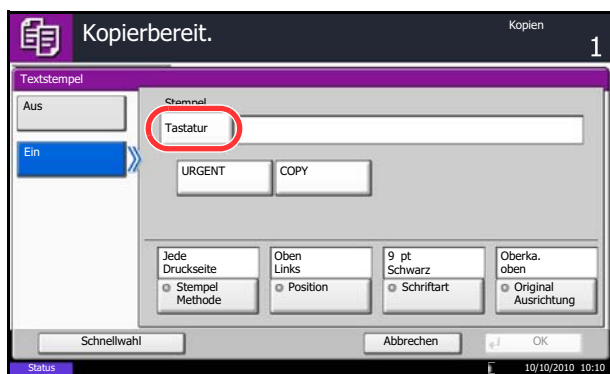 Kopierbereit.
Kopien
1
Textstempel
Aus
Ein
Stempel
Tastatur
URGENT
COPY
Jede
Druckseite
Stempel
Methode
Oben
Links
Position
9 pt
Schwarz
Schriftart
Oberka.
oben
Original
Ausrichtung
Schnellwahl
Abbrechen
OK
Status
10/10/2010 10:10